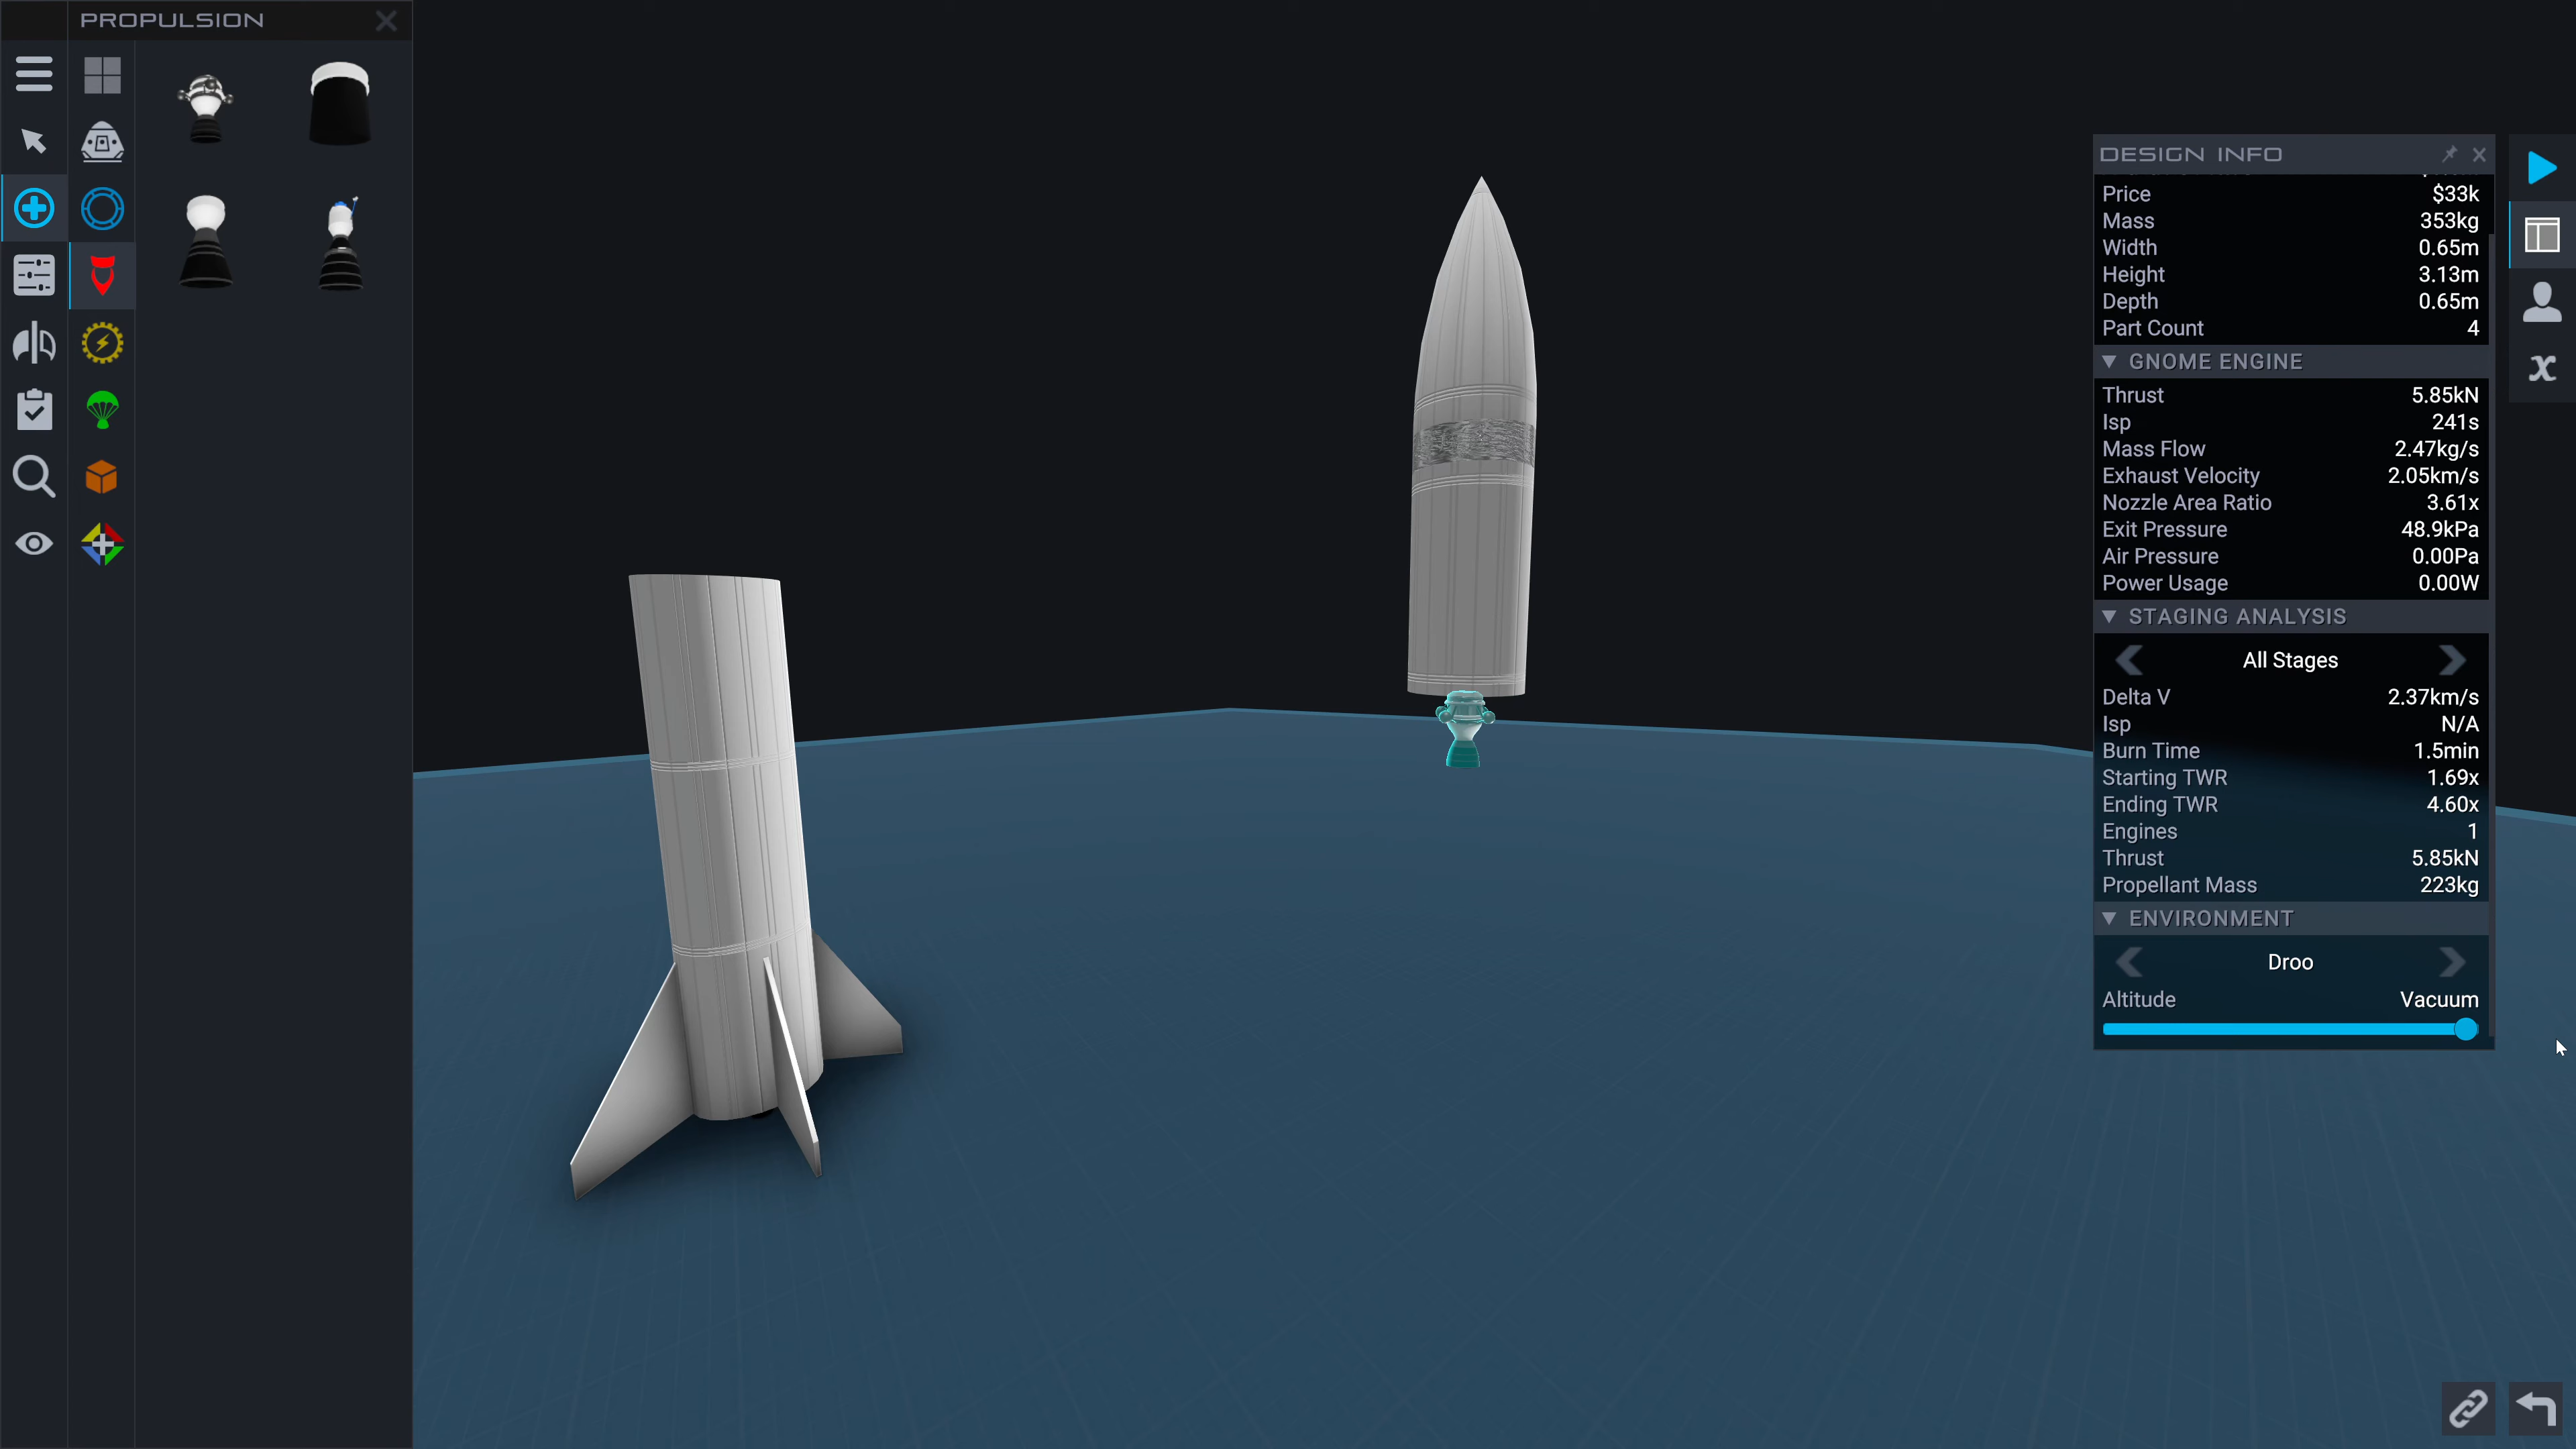 PROPULSION
DESIGN INFO
Price $33k
Mass 353kg
Width 0.65m
Height 3.13m
Depth 0.65m
Part Count 4
GNOME ENGINE
Thrust 5.85kN
Isp 241s
Mass Flow 2.47kg/s
Exhaust Velocity 2.05km/s
Nozzle Area Ratio 3.61x
Exit Pressure 48.9kPa
Air Pressure 0.00Pa
Power Usage 0.00W
STAGING ANALYSIS
All Stages
Delta V 2.37km/s
Isp N/A
Burn Time 1.5min
Starting TWR 1.69x
Ending TWR 4.60x
Engines 1
Thrust 5.85kN
Propellant Mass 223kg
ENVIRONMENT
Droo
Altitude Vacuum